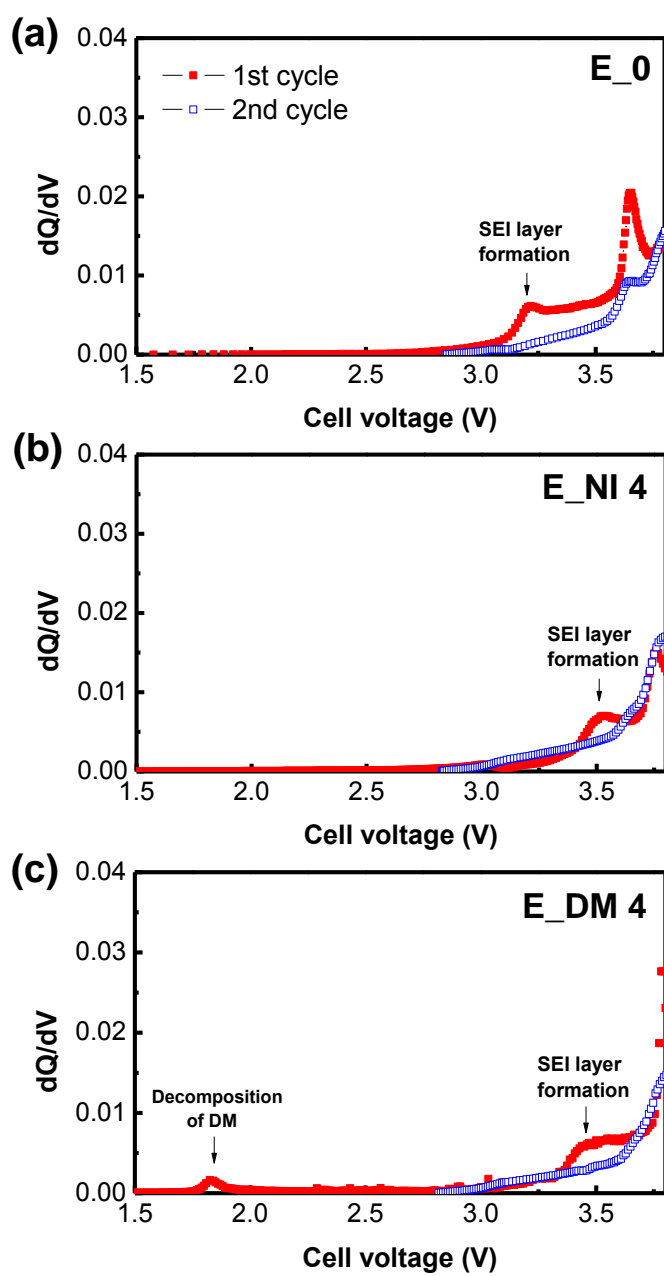 (a)
0.04
0.03
0.02
0.01
0.00
dQ/dV
E_0
1st cycle
2nd cycle
SEI layer
formation
1.5 2.0 2.5 3.0 3.5
Cell voltage (V)
(b)
0.04
0.03
0.02
0.01
0.00
dQ/dV
E_NI 4
SEI layer
formation
1.5 2.0 2.5 3.0 3.5
Cell voltage (V)
(c)
0.04
0.03
0.02
0.01
0.00
dQ/dV
E_DM 4
SEI layer
formation
Decomposition
of DM
1.5 2.0 2.5 3.0 3.5
Cell voltage (V)